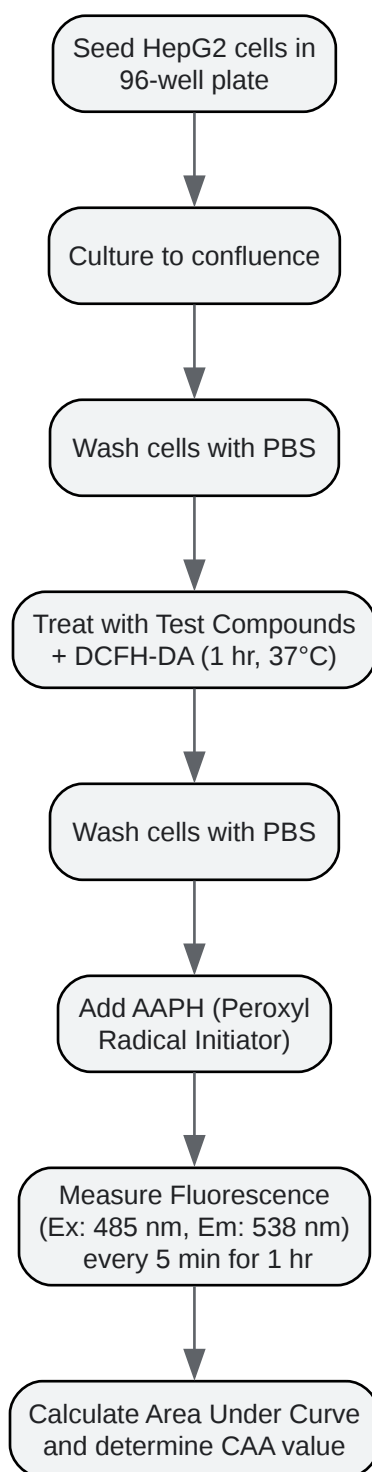 Seed HepG2 cells in
96-well plate
Culture to confluence
Wash cells with PBS
Treat with Test Compounds
+ DCFH-DA (1 hr, 37°C)
Wash cells with PBS
Add AAPH (Peroxyl
Radical Initiator)
Measure Fluorescence
(Ex: 485 nm, Em: 538 nm)
every 5 min for 1 hr
Calculate Area Under Curve
and determine CAA value